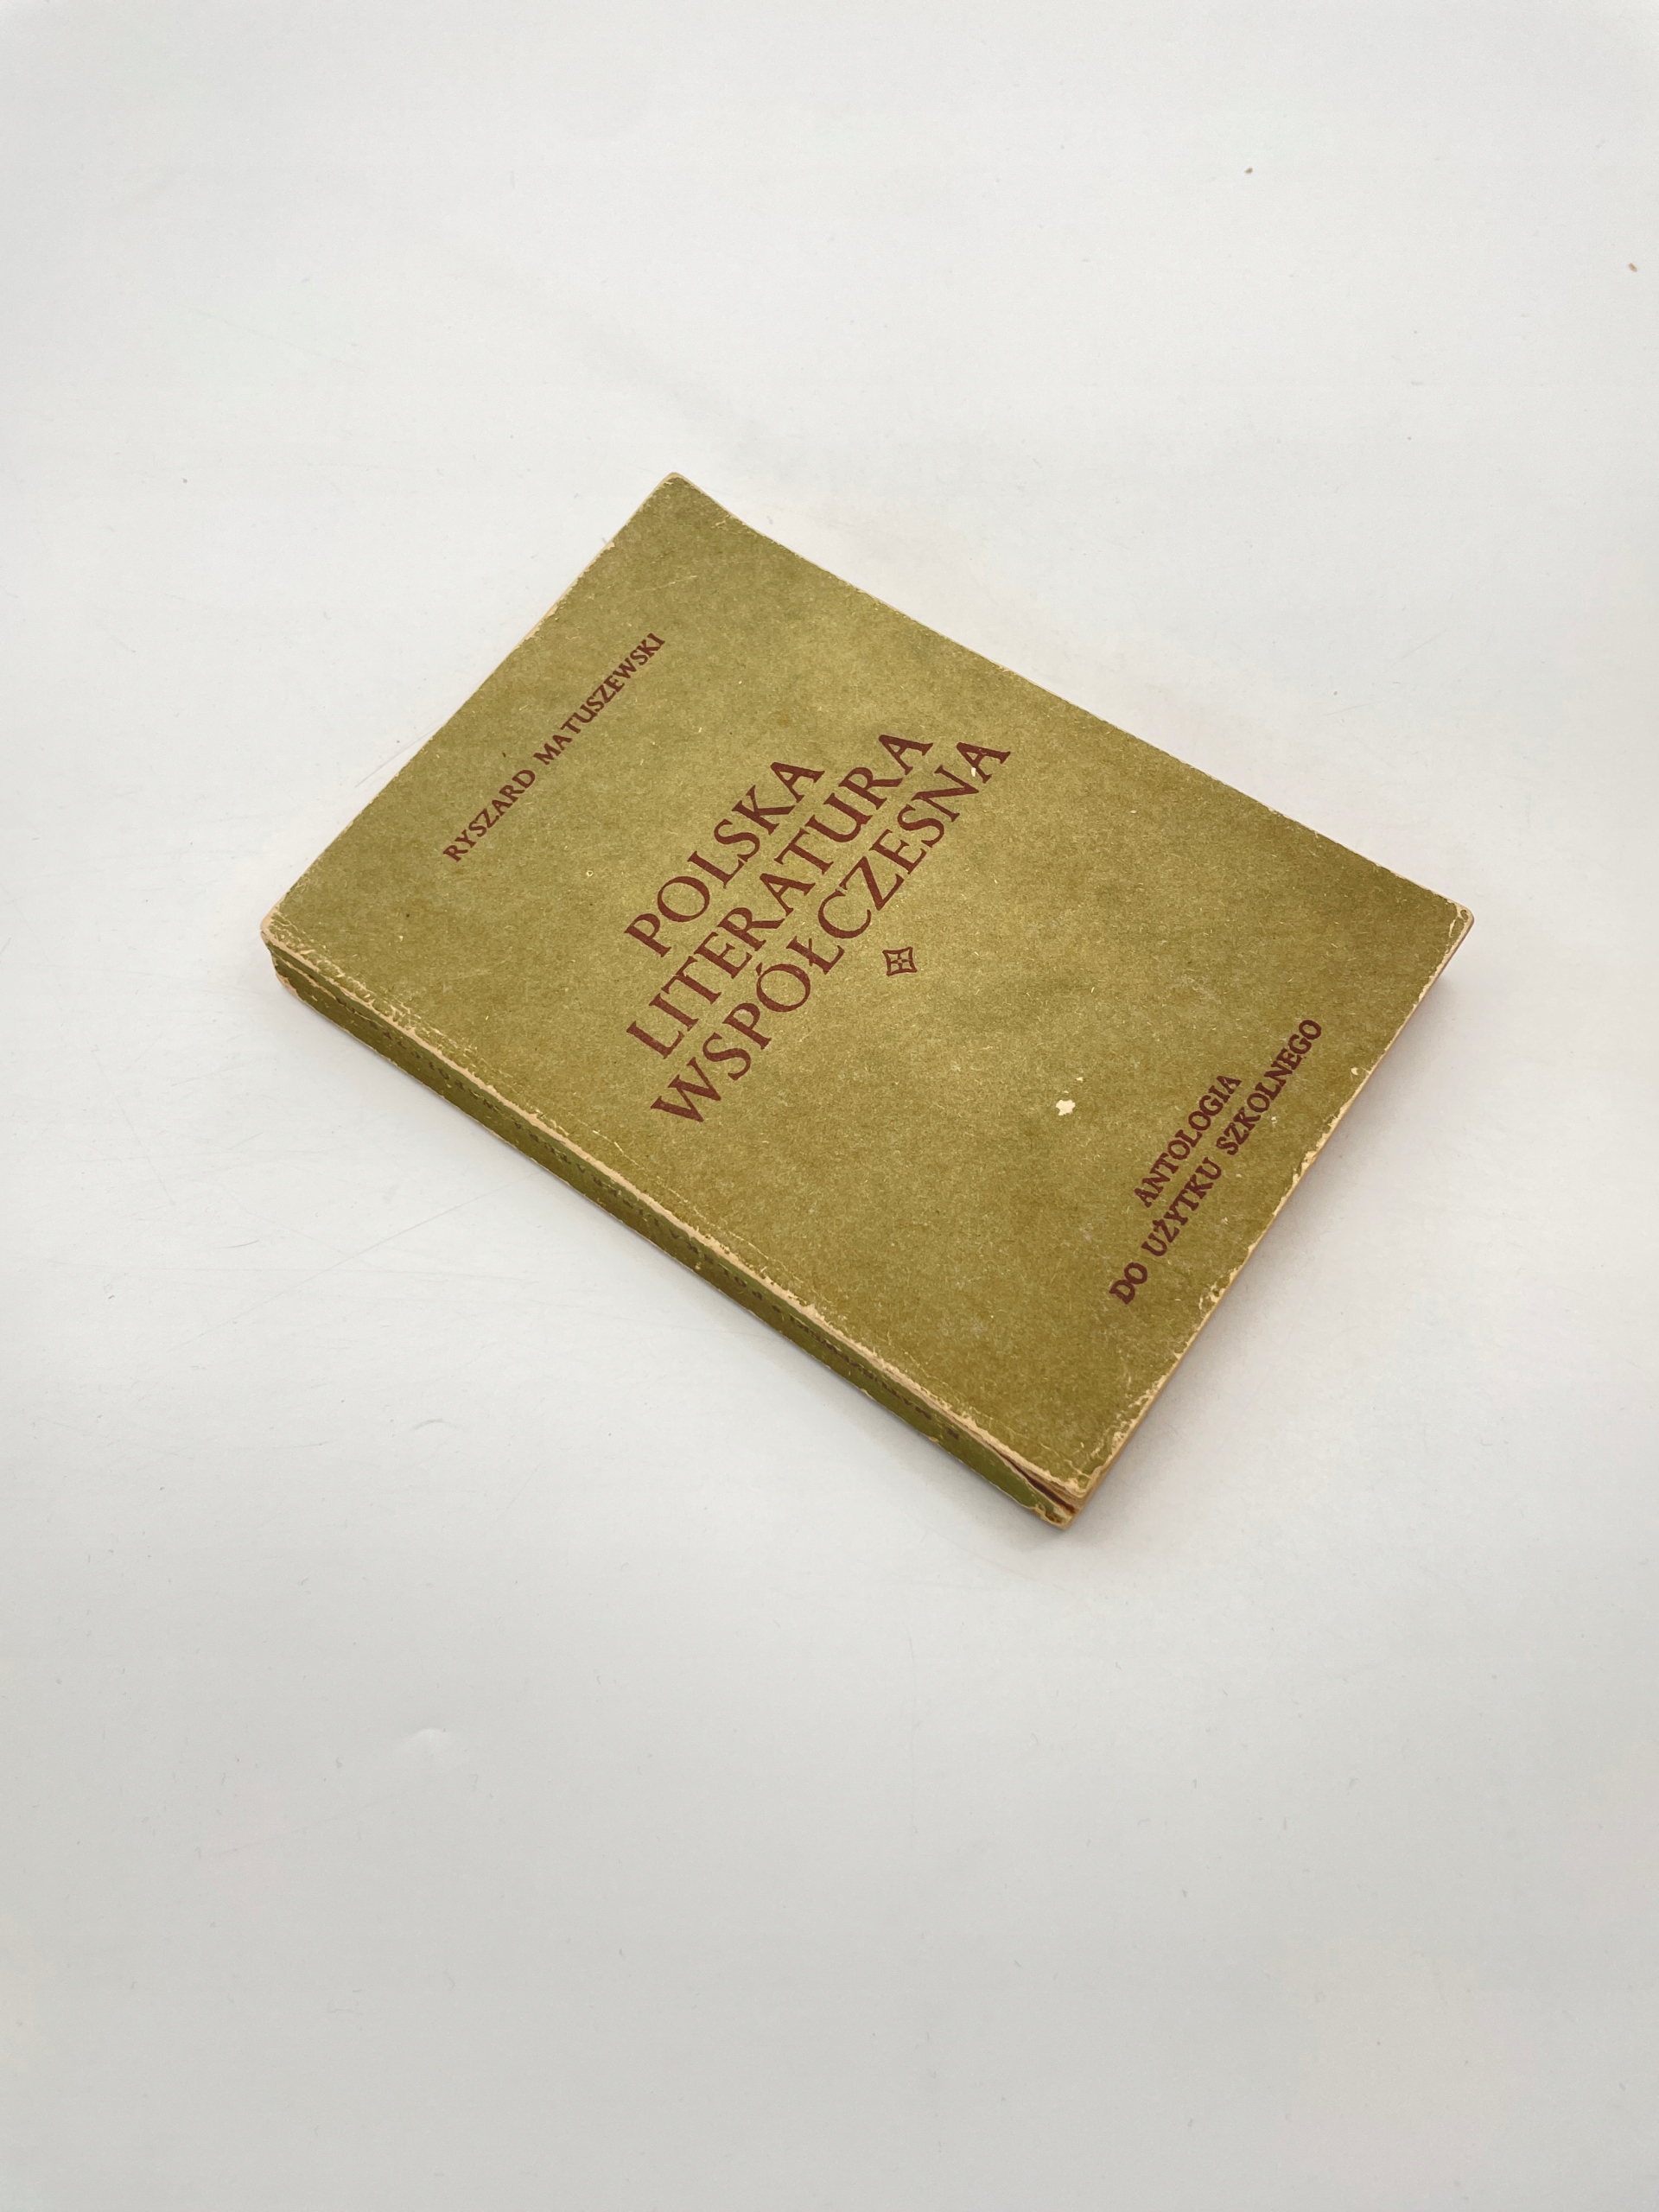 RYSZARD MATUSZEWSKI
POLSKA
LITERATURA
WSPÓŁCZESNA
ANTOLOGIA
DO UŻYTKU SZKOLNEGO